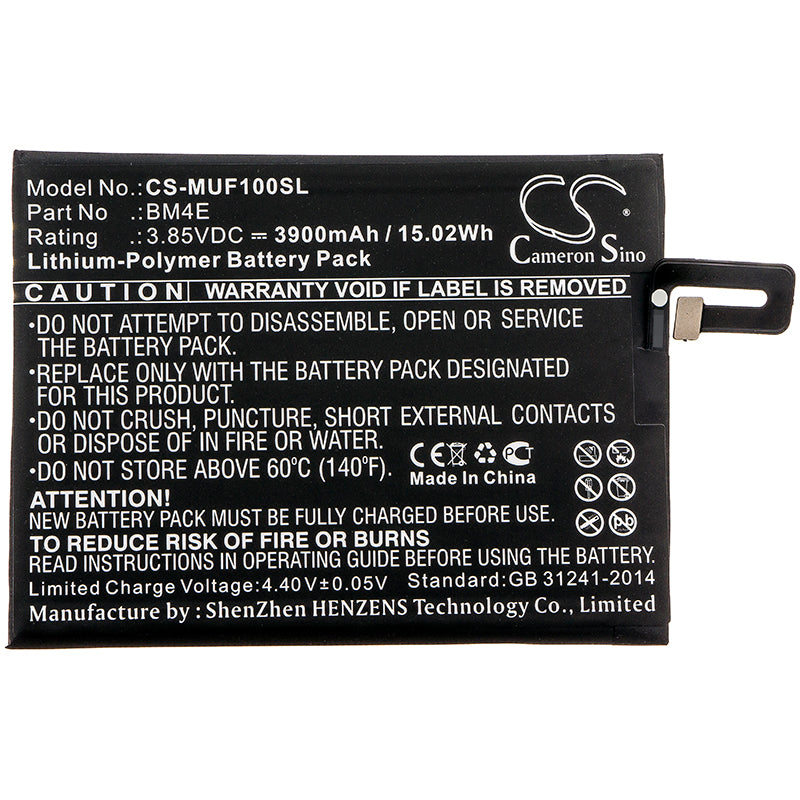 Model No.: CS-MUF100SL
Part No .: BM4E
Rating .: 3.85VDC ⎓ 3900mAh / 15.02Wh
Lithium-Polymer Battery Pack
CS
Cameron Sino
CAUTION WARRANTY VOID IF LABEL IS REMOVED
•DO NOT ATTEMPT TO DISASSEMBLE, OPEN OR SERVICE
THE BATTERY PACK.
•REPLACE ONLY WITH THE BATTERY PACK DESIGNATED
FOR THIS PRODUCT.
•DO NOT CRUSH, PUNCTURE, SHORT EXTERNAL CONTACTS
OR DISPOSE OF IN FIRE OR WATER.
•DO NOT STORE ABOVE 60°C (140°F).
CE PCT
Made In China
ATTENTION!
NEW BATTERY PACK MUST BE FULLY CHARGED BEFORE USE.
TO REDUCE RISK OF FIRE OR BURNS
READ INSTRUCTIONS IN OPERATING GUIDE BEFORE USING THE BATTERY.
Pb
Limited Charge Voltage:4.40V±0.05V Standard:GB 31241-2014
Manufacture by: ShenZhen HENZENS Technology Co., Limited